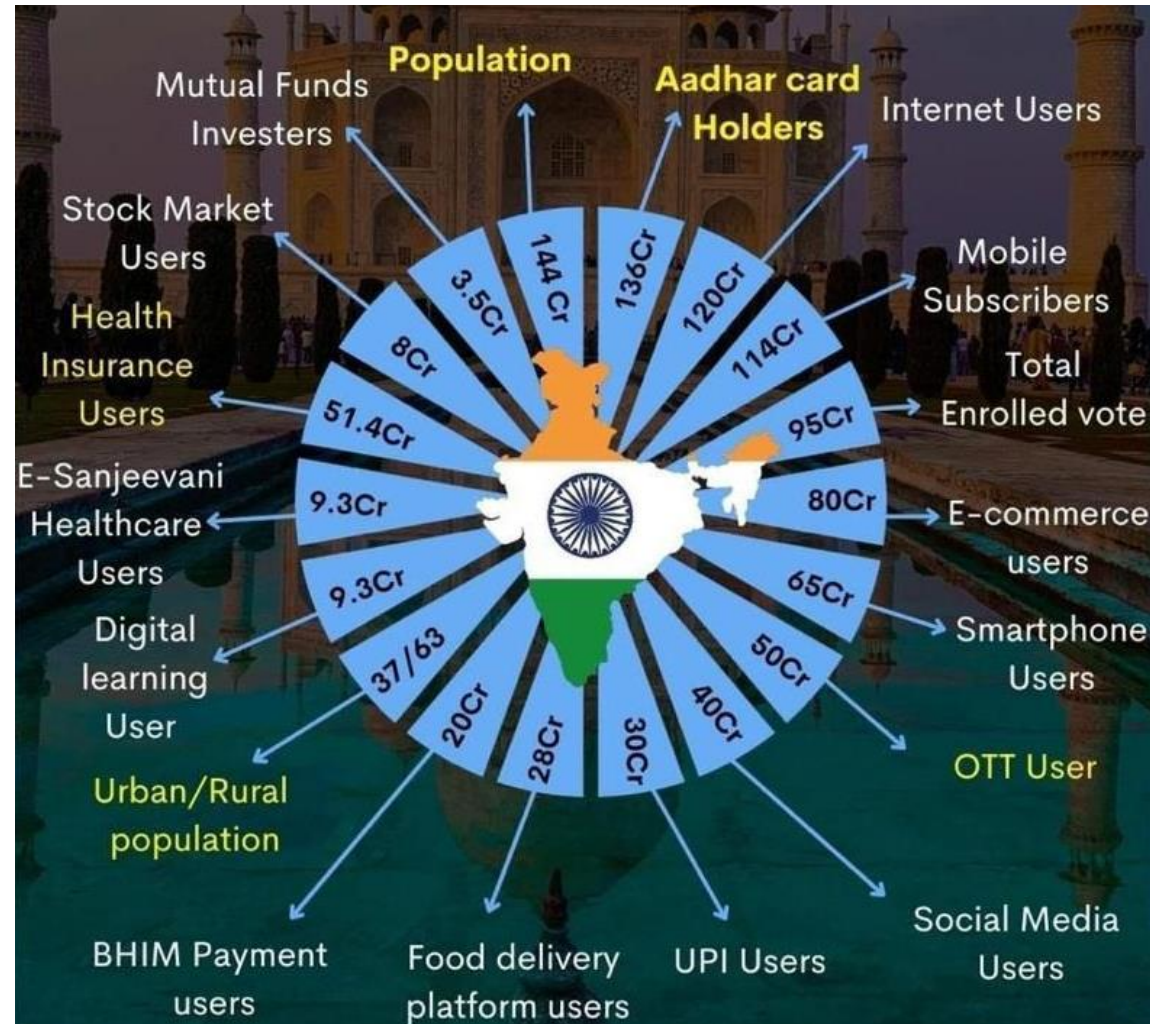 Population
144 Cr
Aadhar card
Holders
136Cr
Internet Users
120Cr
Mobile
Subscribers
114Cr
Total
Enrolled vote
95Cr
E-commerce
users
80Cr
Smartphone
Users
65Cr
OTT User
50Cr
Social Media
Users
40Cr
UPI Users
30Cr
Food delivery
platform users
28Cr
BHIM Payment
users
20Cr
Urban/Rural
population
37/63
Digital
learning
User
9.3Cr
E-Sanjeevani
Healthcare
Users
9.3Cr
Health
Insurance
Users
51.4Cr
Stock Market
Users
8Cr
Mutual Funds
Investers
3.5Cr